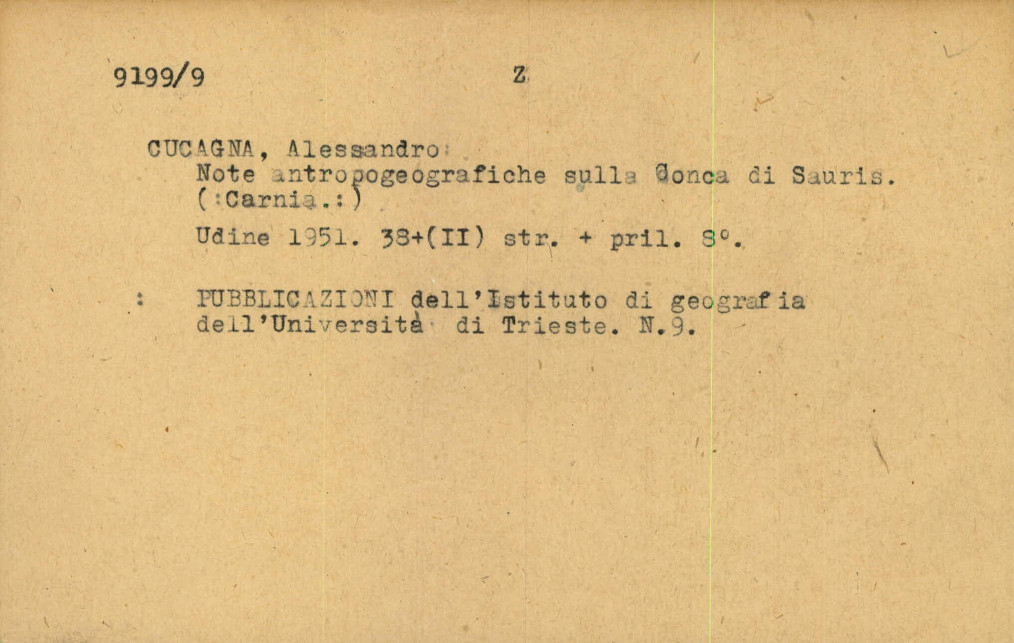 9199/9 Z
CUCAGNA, Alessandro:
Note antropogeografiche sulla Conca di Sauris.
(:Carnia.:)
Udine 1951. 38+(II) str. + pril. 8°.
: PUBBLICAZIONI dell'Istituto di geografia
dell'Università di Trieste. N.9.